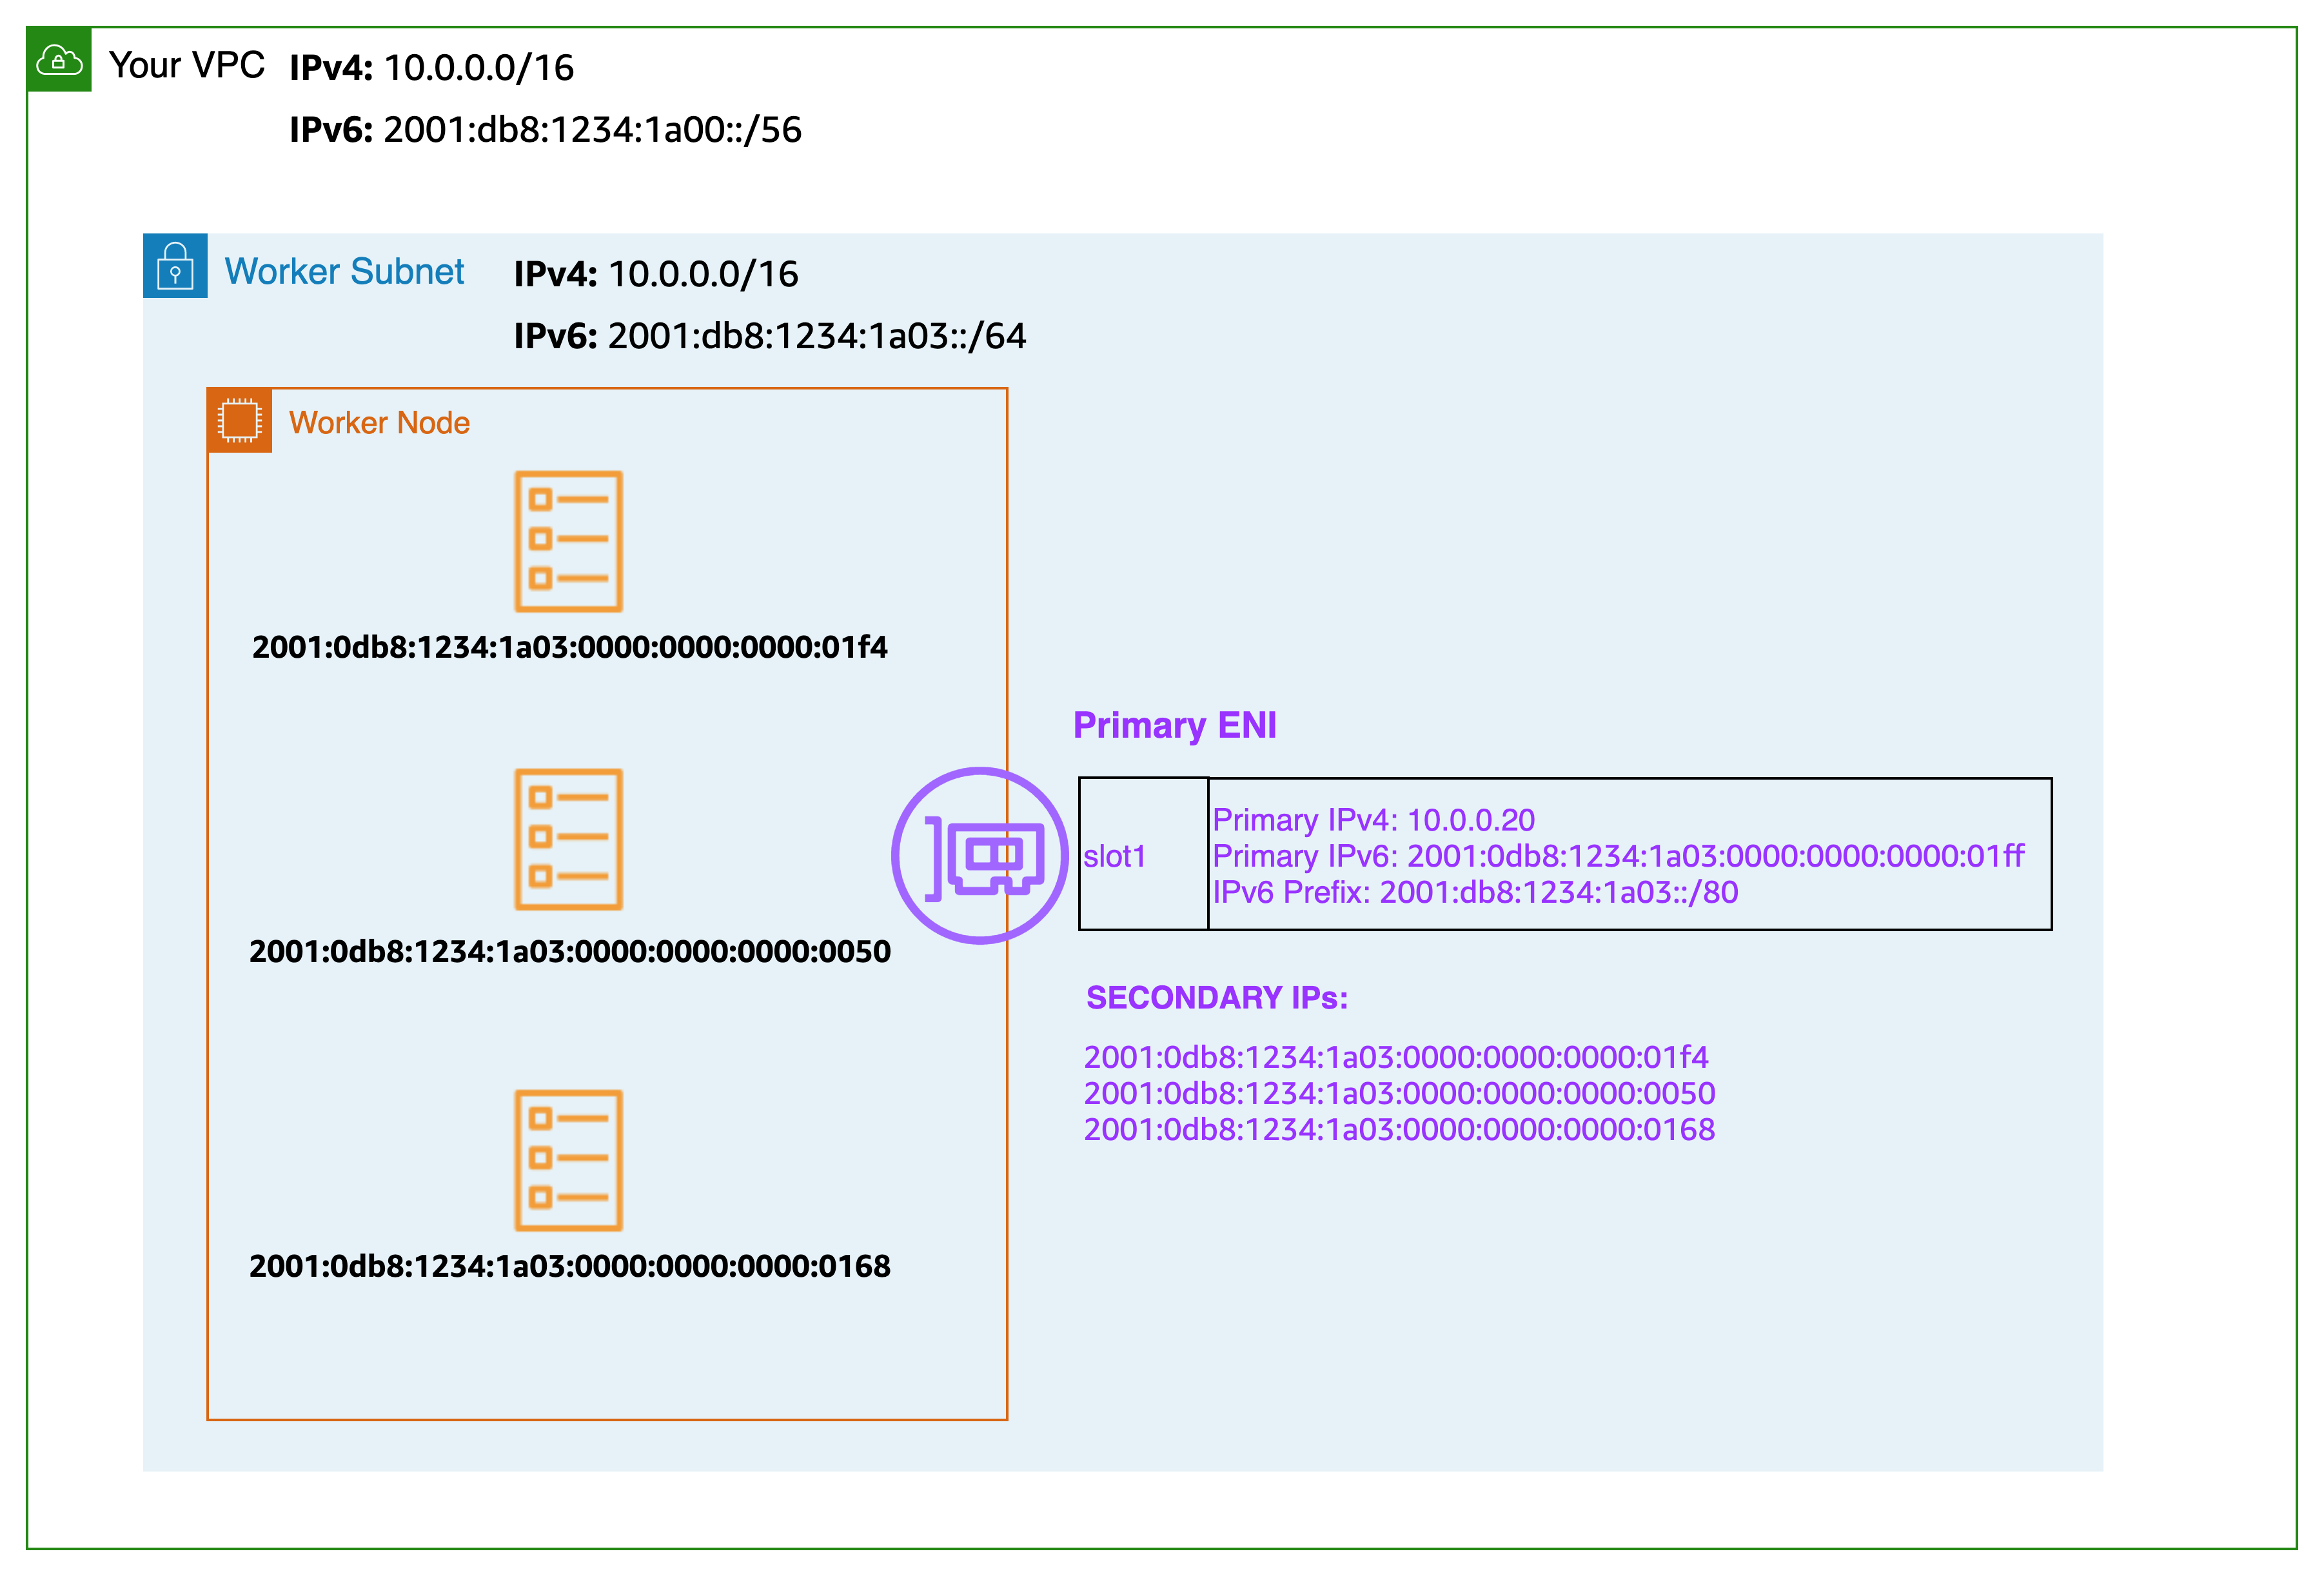 Your VPC IPv4: 10.0.0.0/16
IPv6: 2001:db8:1234:1a00::/56
Worker Subnet IPv4: 10.0.0.0/16
IPv6: 2001:db8:1234:1a03::/64
Worker Node
2001:0db8:1234:1a03:0000:0000:0000:01f4
2001:0db8:1234:1a03:0000:0000:0000:0050
2001:0db8:1234:1a03:0000:0000:0000:0168
Primary ENI
slot1
Primary IPv4: 10.0.0.20
Primary IPv6: 2001:0db8:1234:1a03:0000:0000:0000:01ff
IPv6 Prefix: 2001:db8:1234:1a03::/80
SECONDARY IPs:
2001:0db8:1234:1a03:0000:0000:0000:01f4
2001:0db8:1234:1a03:0000:0000:0000:0050
2001:0db8:1234:1a03:0000:0000:0000:0168